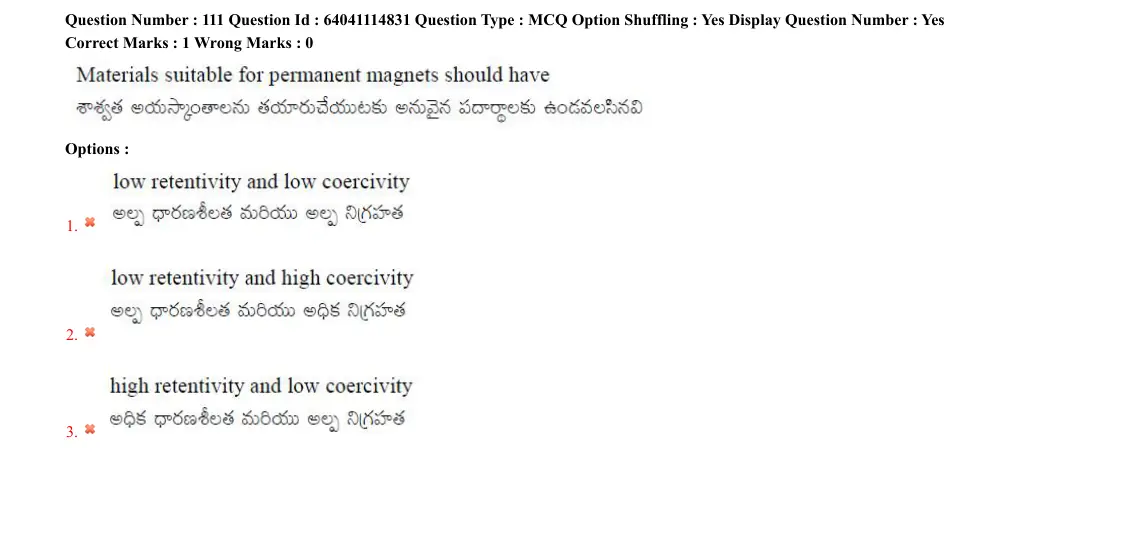 Question Number : 111 Question Id : 64041114831 Question Type : MCQ Option Shuffling : Yes Display Question Number : Yes
Correct Marks : 1 Wrong Marks : 0
Materials suitable for permanent magnets should have
శాశ్వత అయస్కాంతాలను తయారుచేయుటకు అనువైన పదార్థాలకు ఉండవలసినవి
Options :
low retentivity and low coercivity
అల్ప ధారణశీలత మరియు అల్ప నిగ్రహత
1.
low retentivity and high coercivity
అల్ప ధారణశీలత మరియు అధిక నిగ్రహత
2.
high retentivity and low coercivity
అధిక ధారణశీలత మరియు అల్ప నిగ్రహత
3.